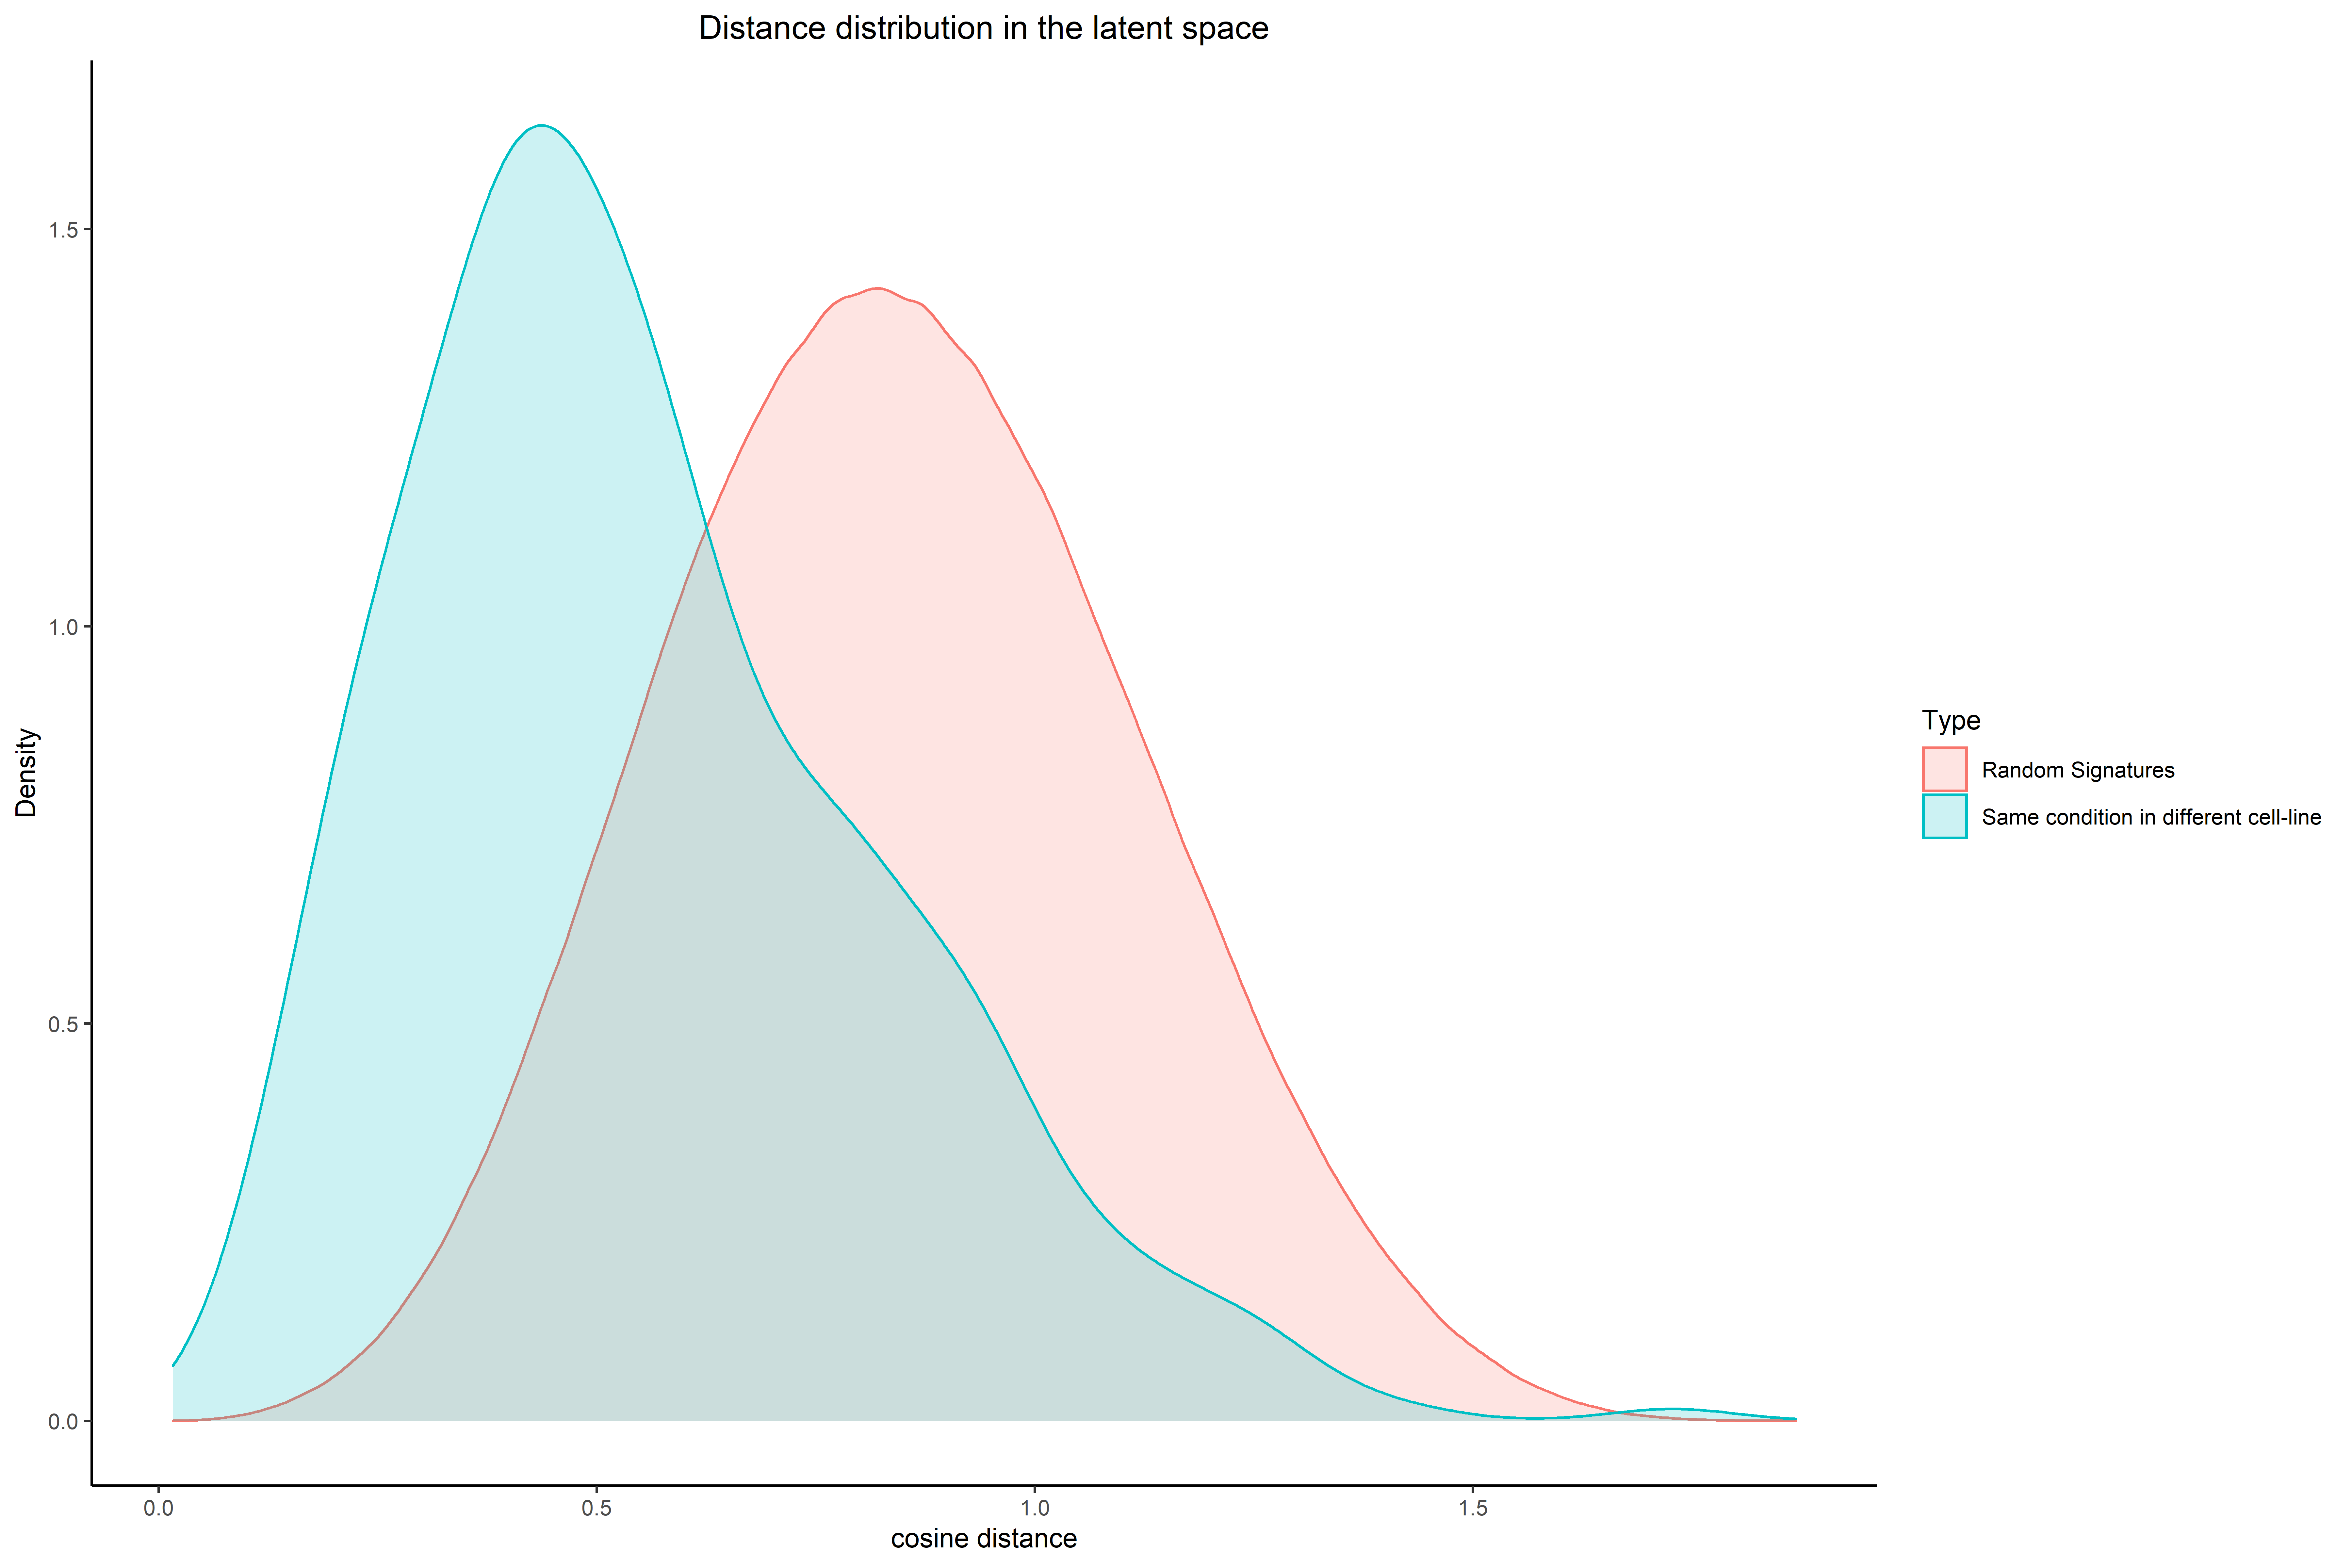 Distance distribution in the latent space
Density
1.5
1.0
0.5
0.0
0.0
0.5
1.0
1.5
cosine distance
Type
Random Signatures
Same condition in different cell-line